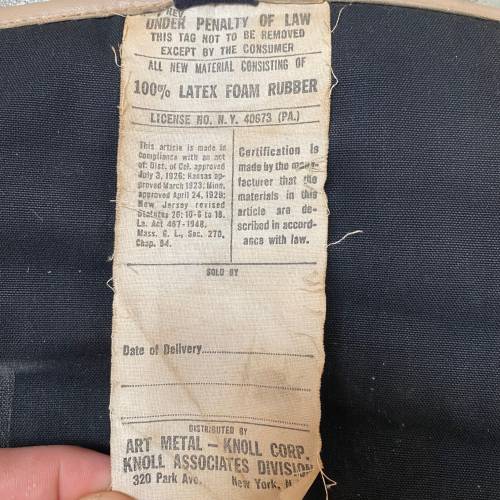 UNDER PENALTY OF LAW
THIS TAG NOT TO BE REMOVED
EXCEPT BY THE CONSUMER
ALL NEW MATERIAL CONSISTING OF
100% LATEX FOAM RUBBER
LICENSE NO. N.Y. 40673 (PA.)
This article is made in
compliance with an act
of: Dist. of Col. approved
July 3, 1926; Kansas ap-
proved March 1923; Minn.
approved April 24, 1929;
New Jersey revised
Statutes 26:10-6 to 18.
La. Act 467-1948,
Mass. G. L., Sec. 270,
Chap. 94.
Certification is
made by the manu-
facturer that the
materials in this
article are de-
scribed in accord-
ance with law.
SOLD BY
Date of Delivery
DISTRIBUTED BY
ART METAL - KNOLL CORP.
KNOLL ASSOCIATES DIVISION
320 Park Ave. New York, N